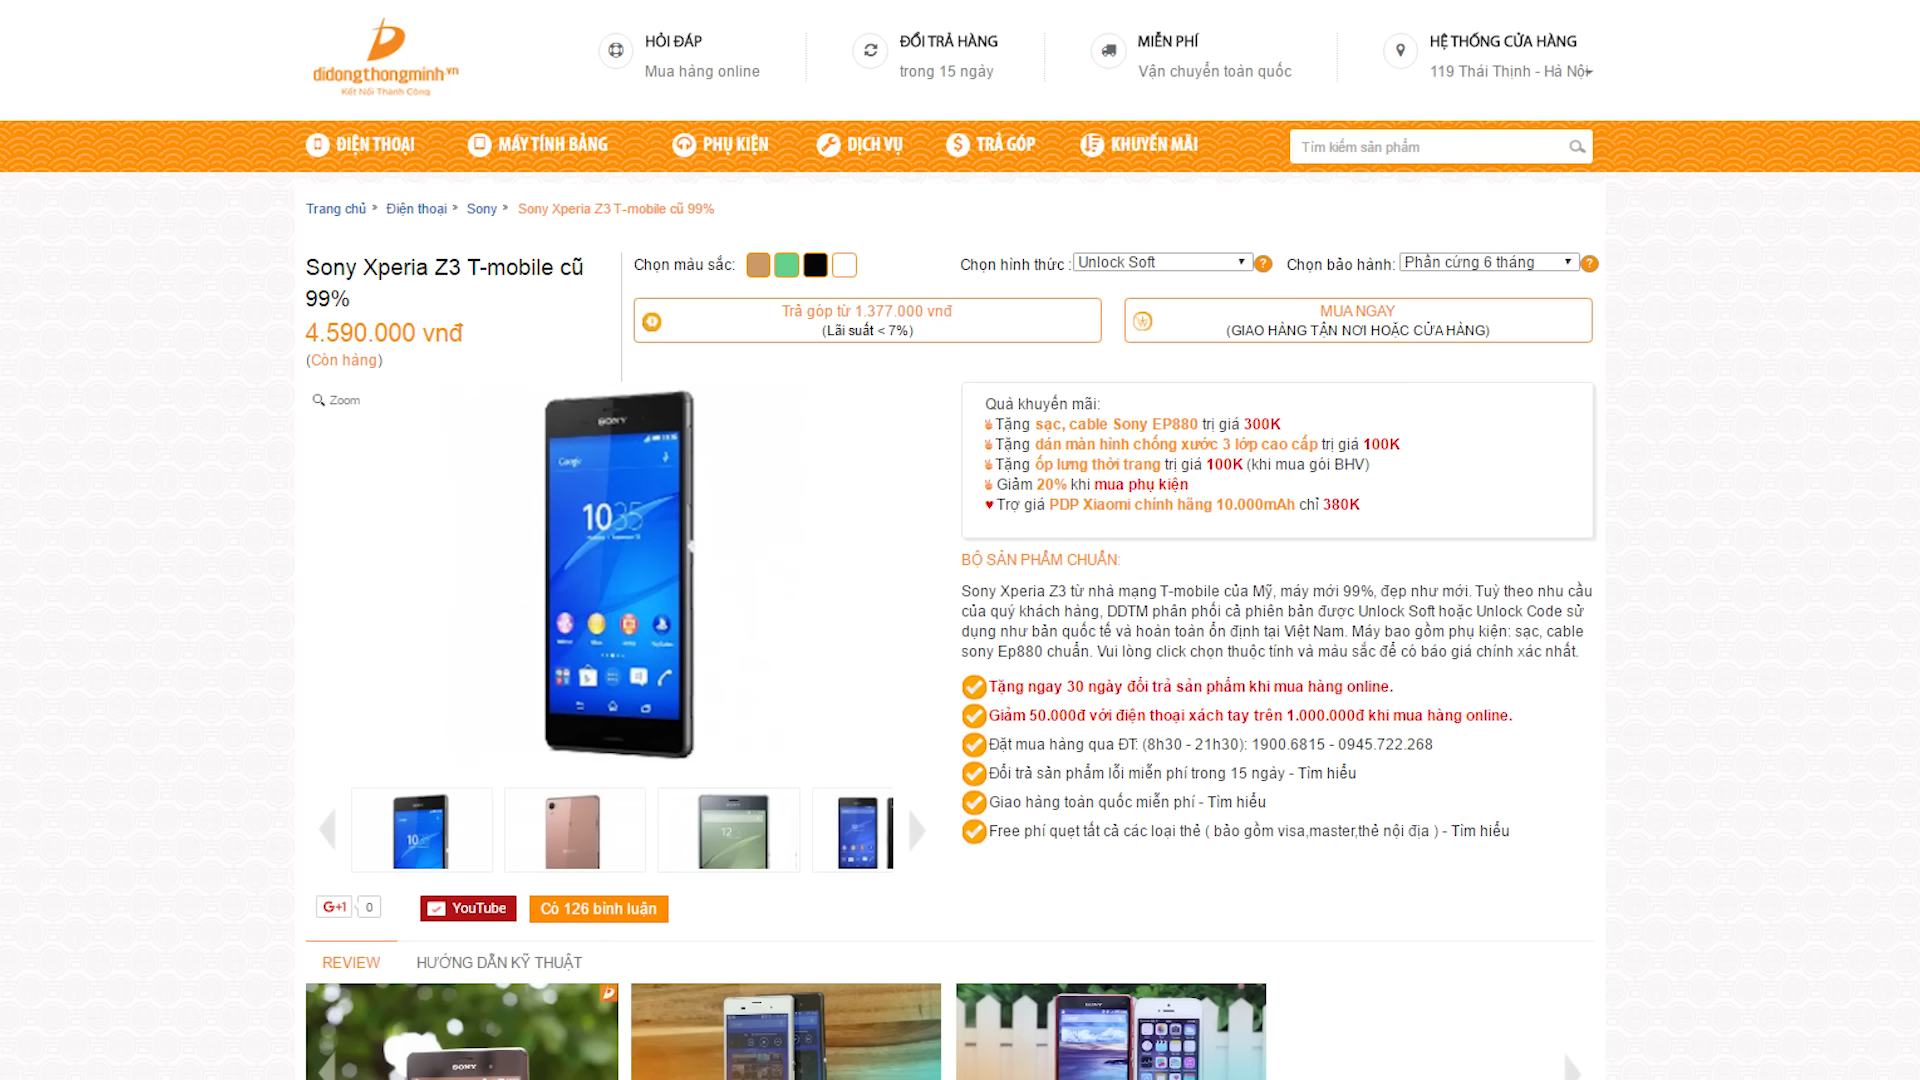 didongthongminh.vn
Kết Nối Thành Công
HỎI ĐÁP
Mua hàng online
ĐỔI TRẢ HÀNG
trong 15 ngày
MIỄN PHÍ
Vận chuyển toàn quốc
HỆ THỐNG CỬA HÀNG
119 Thái Thịnh - Hà Nội
ĐIỆN THOẠI
MÁY TÍNH BẢNG
PHỤ KIỆN
DỊCH VỤ
TRẢ GÓP
KHUYẾN MÃI
Tìm kiếm sản phẩm
Trang chủ » Điện thoại » Sony » Sony Xperia Z3 T-mobile cũ 99%
Sony Xperia Z3 T-mobile cũ
99%
4.590.000 vnđ
(Còn hàng)
Chọn màu sắc:
Chọn hình thức : Unlock Soft ?
Chọn bảo hành: Phần cứng 6 tháng ?
Trả góp từ 1.377.000 vnđ
(Lãi suất < 7%)
MUA NGAY
(GIAO HÀNG TẬN NƠI HOẶC CỬA HÀNG)
Zoom
SONY
Google
10 35
Quà khuyến mãi:
Tặng sạc, cable Sony EP880 trị giá 300K
Tặng dán màn hình chống xước 3 lớp cao cấp trị giá 100K
Tặng ốp lưng thời trang trị giá 100K (khi mua gói BHV)
Giảm 20% khi mua phụ kiện
♥ Trợ giá PDP Xiaomi chính hãng 10.000mAh chỉ 380K
BỘ SẢN PHẨM CHUẨN:
Sony Xperia Z3 từ nhà mạng T-mobile của Mỹ, máy mới 99%, đẹp như mới. Tuỳ theo nhu cầu
của quý khách hàng, DDTM phân phối cả phiên bản được Unlock Soft hoặc Unlock Code sử
dụng như bản quốc tế và hoàn toàn ổn định tại Việt Nam. Máy bao gồm phụ kiện: sạc, cable
sony Ep880 chuẩn. Vui lòng click chọn thuộc tính và màu sắc để có báo giá chính xác nhất.
Tặng ngay 30 ngày đổi trả sản phẩm khi mua hàng online.
Giảm 50.000đ với điện thoại xách tay trên 1.000.000đ khi mua hàng online.
Đặt mua hàng qua ĐT: (8h30 - 21h30): 1900.6815 - 0945.722.268
Đổi trả sản phẩm lỗi miễn phí trong 15 ngày - Tìm hiểu
Giao hàng toàn quốc miễn phí - Tìm hiểu
Free phí quẹt tất cả các loại thẻ ( bảo gồm visa,master,thẻ nội địa ) - Tìm hiểu
G+1
0
YouTube
Có 126 bình luận
REVIEW
HƯỚNG DẪN KỸ THUẬT
SONY
SONY